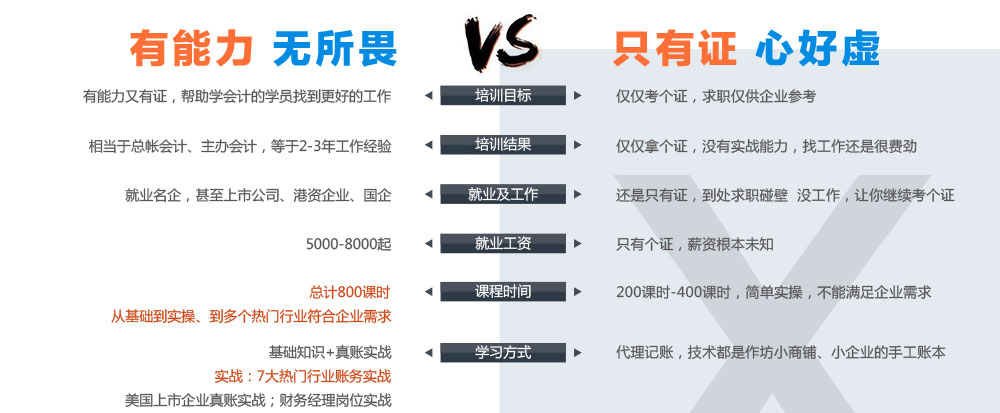 有能力 无所畏 VS 只有证 心好虚
有能力又有证，帮助学会计的学员找到更好的工作 培训目标 仅仅考个证，求职仅供企业参考
相当于总帐会计、主办会计，等于2-3年工作经验 培训结果 仅仅拿个证，没有实战能力，找工作还是很费劲
就业名企，甚至上市公司、港资企业、国企 就业及工作 还是只有证，到处求职碰壁 没工作，让你继续考个证
5000-8000起 就业工资 只有个证，薪资根本未知
总计800课时 课程时间 200课时-400课时，简单实操，不能满足企业需求
从基础到实操、到多个热门行业符合企业需求
基础知识+真账实战 学习方式 代理记账，技术都是作坊小商铺、小企业的手工账本
实战：7大热门行业账务实战
美国上市企业真账实战；财务经理岗位实战